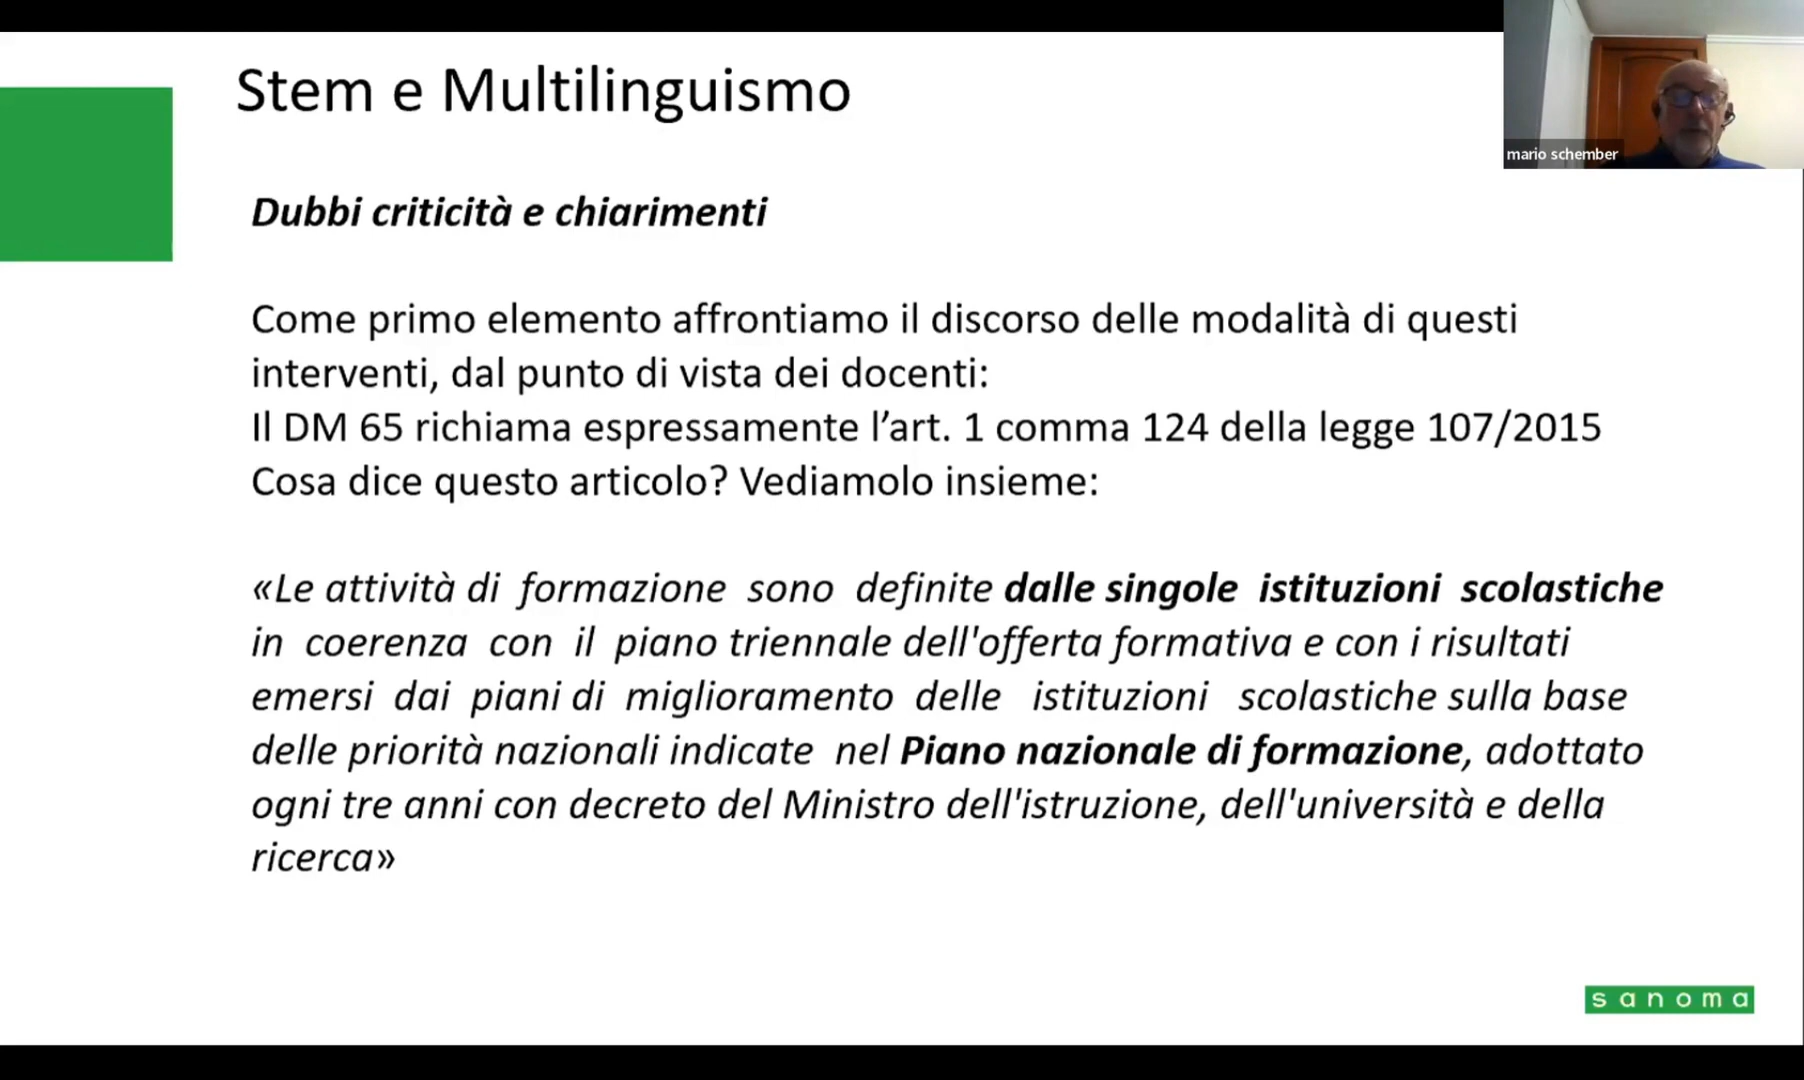 Stem e Multilinguismo
mario schember
Dubbi criticità e chiarimenti
Come primo elemento affrontiamo il discorso delle modalità di questi
interventi, dal punto di vista dei docenti:
Il DM 65 richiama espressamente l’art. 1 comma 124 della legge 107/2015
Cosa dice questo articolo? Vediamolo insieme:
«Le attività di formazione sono definite dalle singole istituzioni scolastiche
in coerenza con il piano triennale dell'offerta formativa e con i risultati
emersi dai piani di miglioramento delle istituzioni scolastiche sulla base
delle priorità nazionali indicate nel Piano nazionale di formazione, adottato
ogni tre anni con decreto del Ministro dell'istruzione, dell'università e della
ricerca»
sanoma